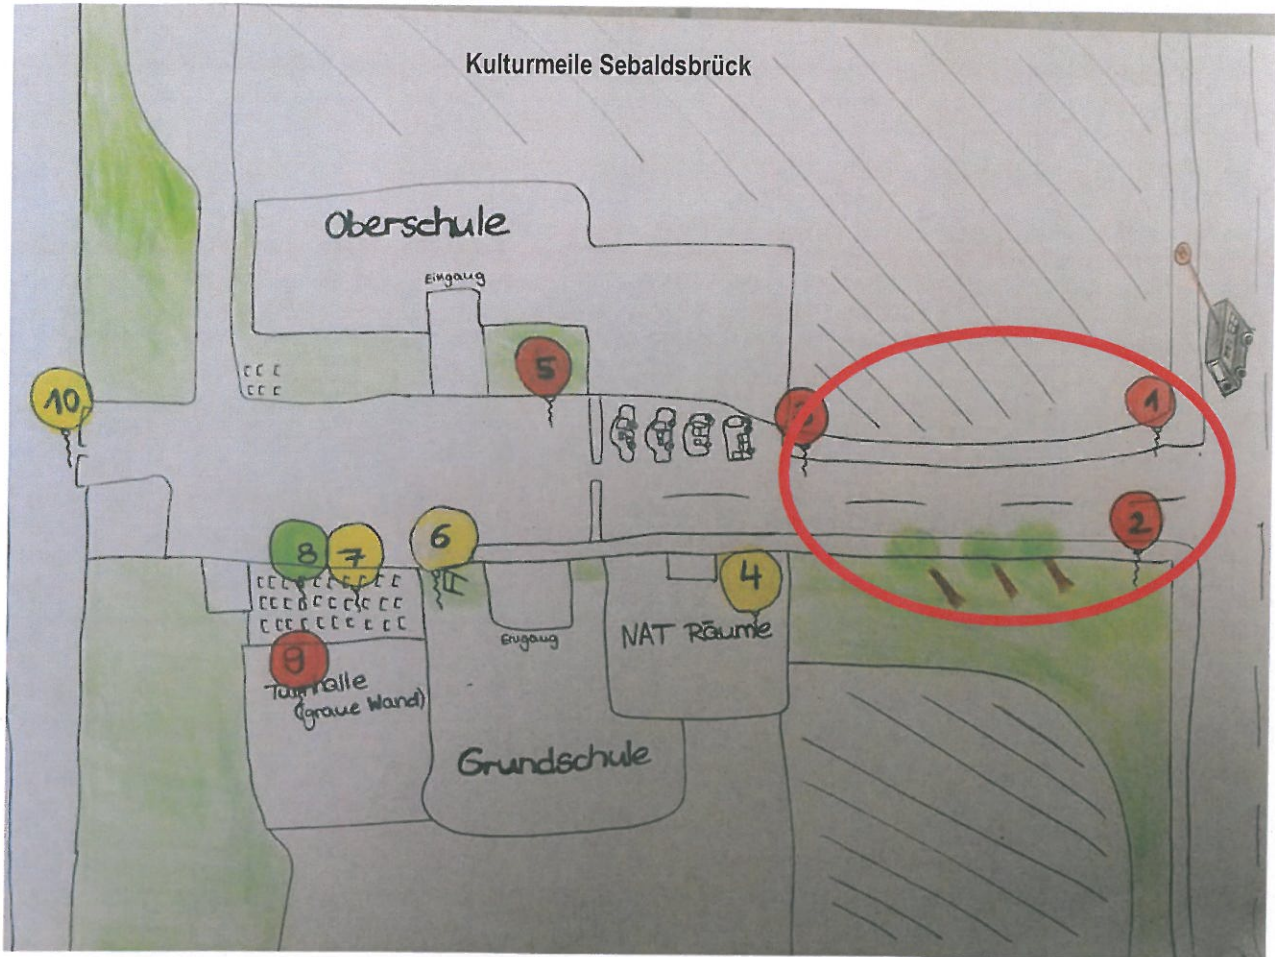 Kulturmeile Sebaldsbrück
Oberschule
Eingang
5
10
3
1
2
8
7
6
4
NAT Räume
Eingang
9
Turnhalle
(graue Wand)
Grundschule